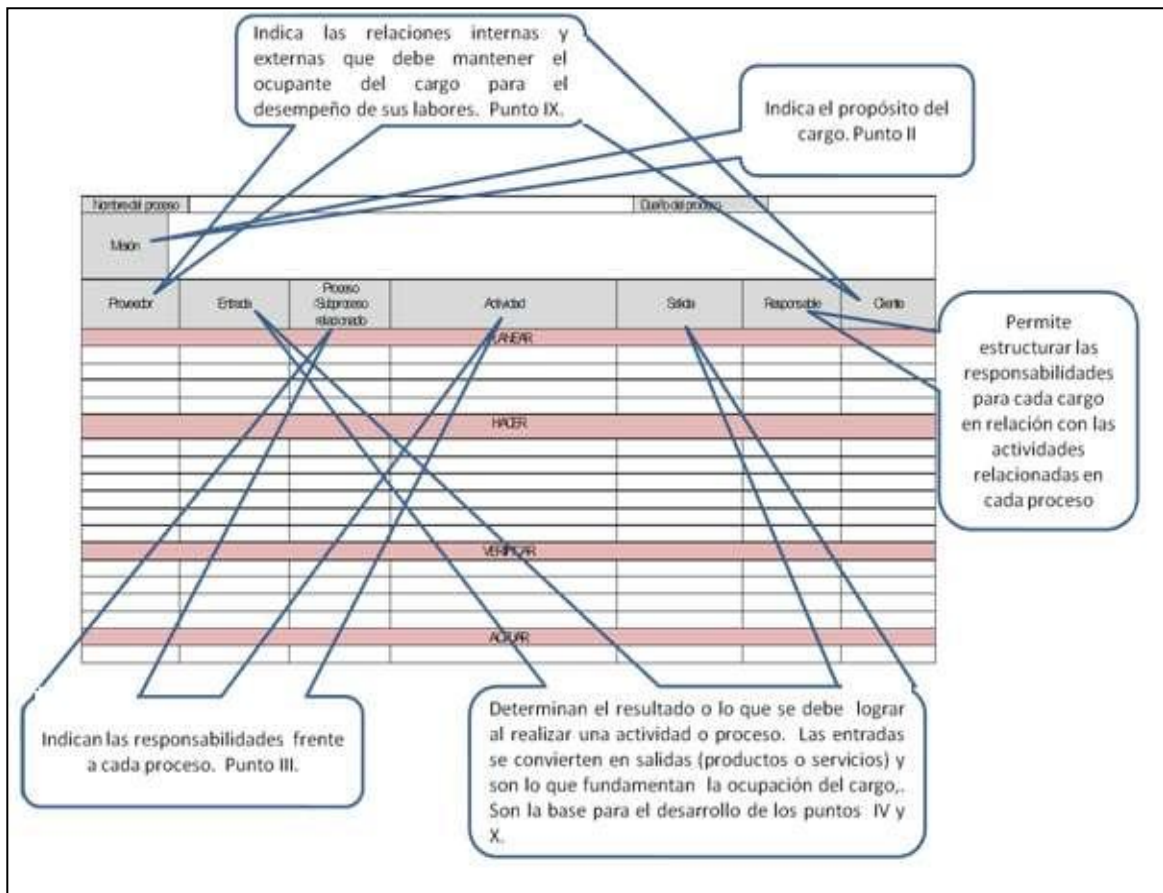 Indica las relaciones internas y
externas que debe mantener el
ocupante del cargo para el
desempeño de sus labores. Punto IX.
Indica el propósito del
cargo. Punto II
Nombre del proceso
Dueño del proceso
Misión
Proveedor
Entrada
Proceso
/Subproceso
relacionado
Actividad
Salida
Responsable
Cliente
PLANEAR
HACER
VERIFICAR
ACTUAR
Permite
estructurar las
responsabilidades
para cada cargo
en relación con las
actividades
relacionadas en
cada proceso
Indican las responsabilidades frente
a cada proceso. Punto III.
Determinan el resultado o lo que se debe lograr
al realizar una actividad o proceso. Las entradas
se convierten en salidas (productos o servicios) y
son lo que fundamentan la ocupación del cargo,.
Son la base para el desarrollo de los puntos IV y
X.